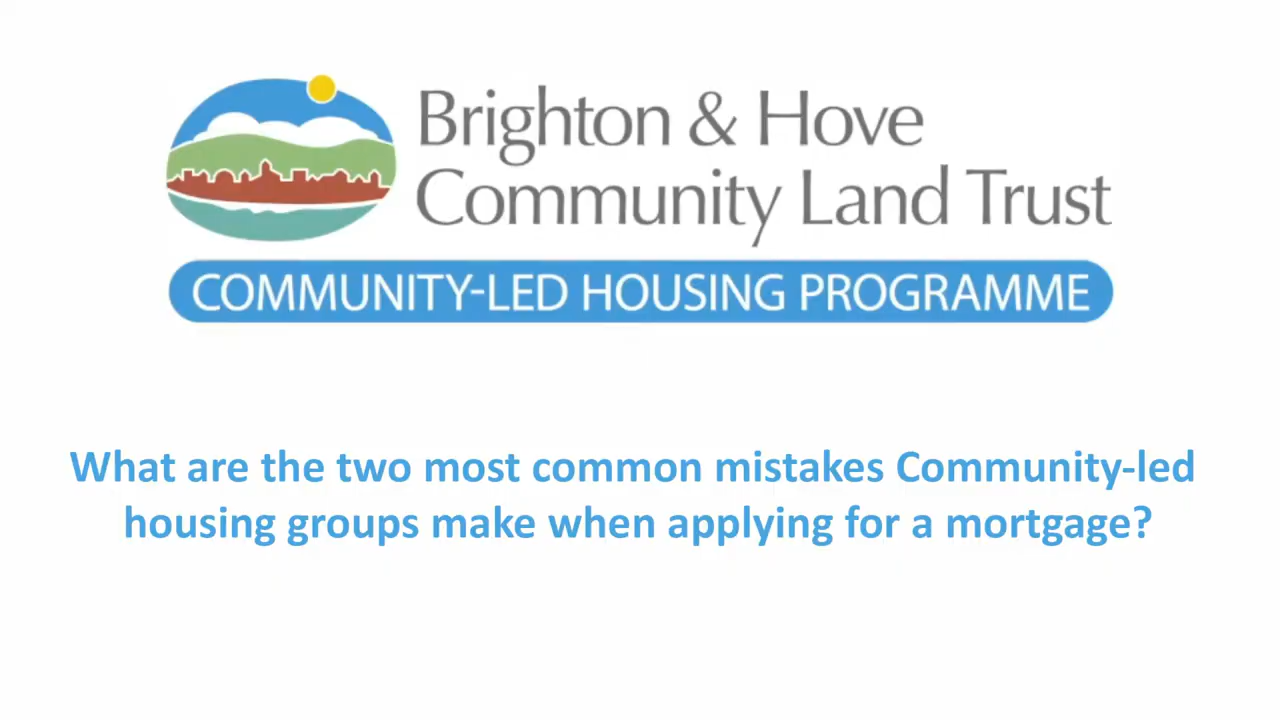 Brighton & Hove
Community Land Trust
COMMUNITY-LED HOUSING PROGRAMME
What are the two most common mistakes Community-led
housing groups make when applying for a mortgage?